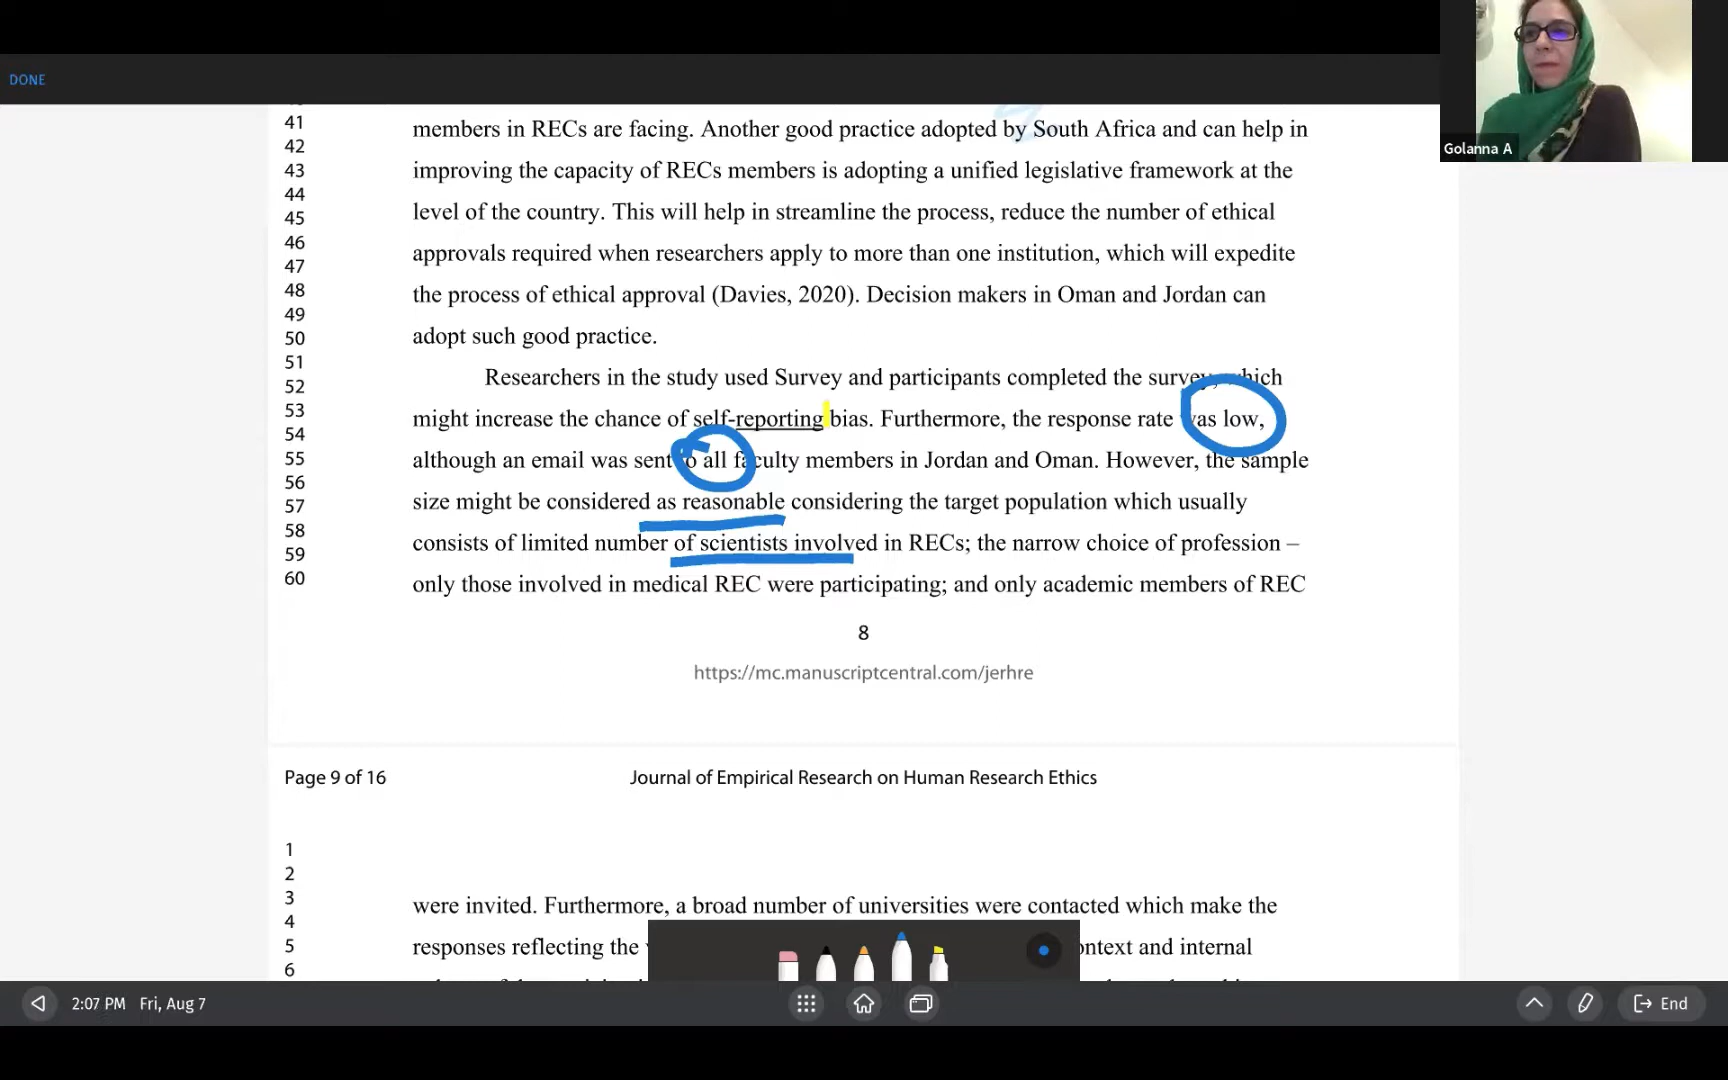 DONE
Golanna A
41 members in RECs are facing. Another good practice adopted by South Africa and can help in
42
43 improving the capacity of RECs members is adopting a unified legislative framework at the
44
45 level of the country. This will help in streamline the process, reduce the number of ethical
46
47 approvals required when researchers apply to more than one institution, which will expedite
48
49 the process of ethical approval (Davies, 2020). Decision makers in Oman and Jordan can
50 adopt such good practice.
51
52 Researchers in the study used Survey and participants completed the survey, which
53 might increase the chance of self-reporting bias. Furthermore, the response rate was low,
54
55 although an email was sent to all faculty members in Jordan and Oman. However, the sample
56
57 size might be considered as reasonable considering the target population which usually
58
59 consists of limited number of scientists involved in RECs; the narrow choice of profession –
60 only those involved in medical REC were participating; and only academic members of REC
8
https://mc.manuscriptcentral.com/jerhre
Page 9 of 16 Journal of Empirical Research on Human Research Ethics
1
2
3 were invited. Furthermore, a broad number of universities were contacted which make the
4
5 responses reflecting the ontext and internal
6
2:07 PM Fri, Aug 7 End